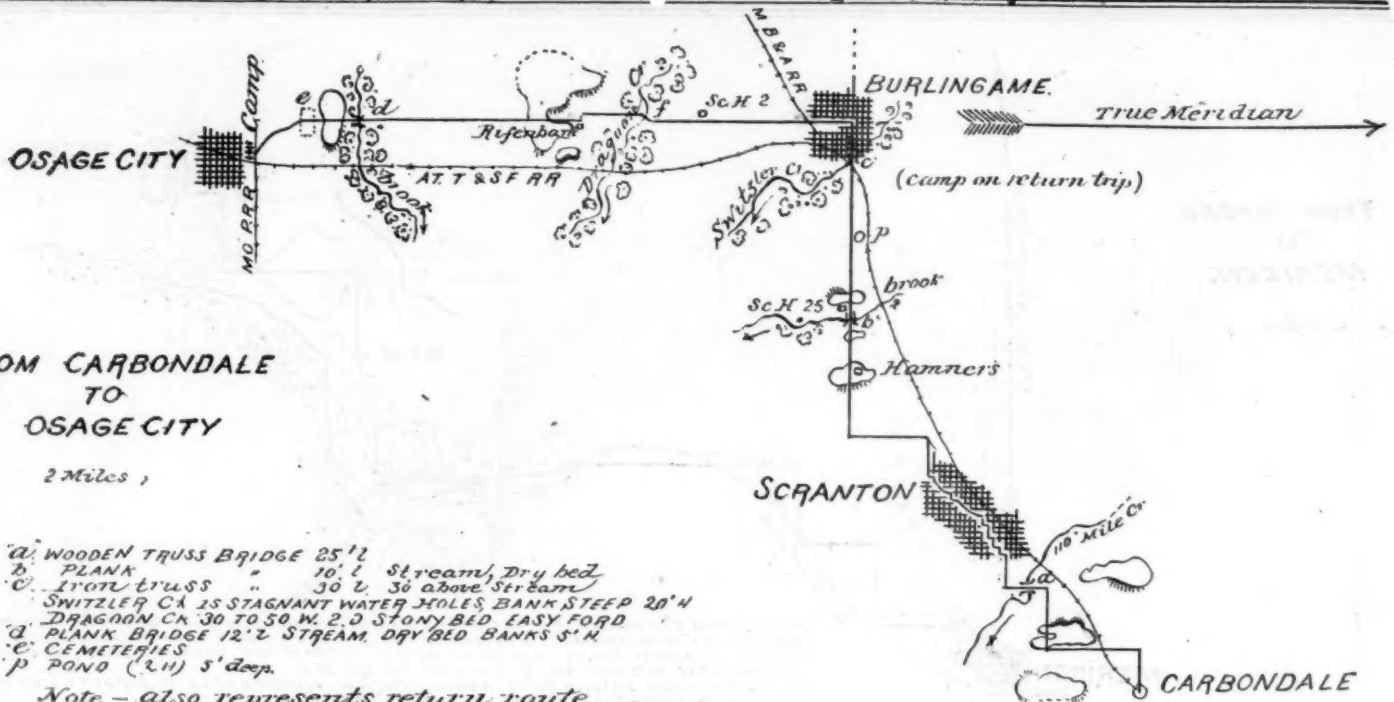 M B & A RR
BURLINGAME.
True Meridian
Camp
e
d
Sc. H 2
f
Rifenbark
OSAGE CITY
AT. T & S F RR
Dragoon Cr
Brook
MO. P. R.R.
Switzler Cr
c
(Camp on return trip)
p
brook
Sc. H 25
b
Hamners
OM CARBONDALE
TO
OSAGE CITY
2 Miles,
SCRANTON
110 Mile Cr
a
CARBONDALE
a. WOODEN TRUSS BRIDGE 25' l
b PLANK " 10' l Stream, Dry bed
c Iron truss " 30 l 30 above Stream
SWITZLER CK IS STAGNANT WATER HOLES, BANK STEEP 20' H
DRAGOON CK 30 TO 50 W. 2.0 STONY BED EASY FORD
d PLANK BRIDGE 12' l STREAM DRY BED BANKS 5' H
e CEMETERIES
p POND 5' deep.
Note – also represents return route